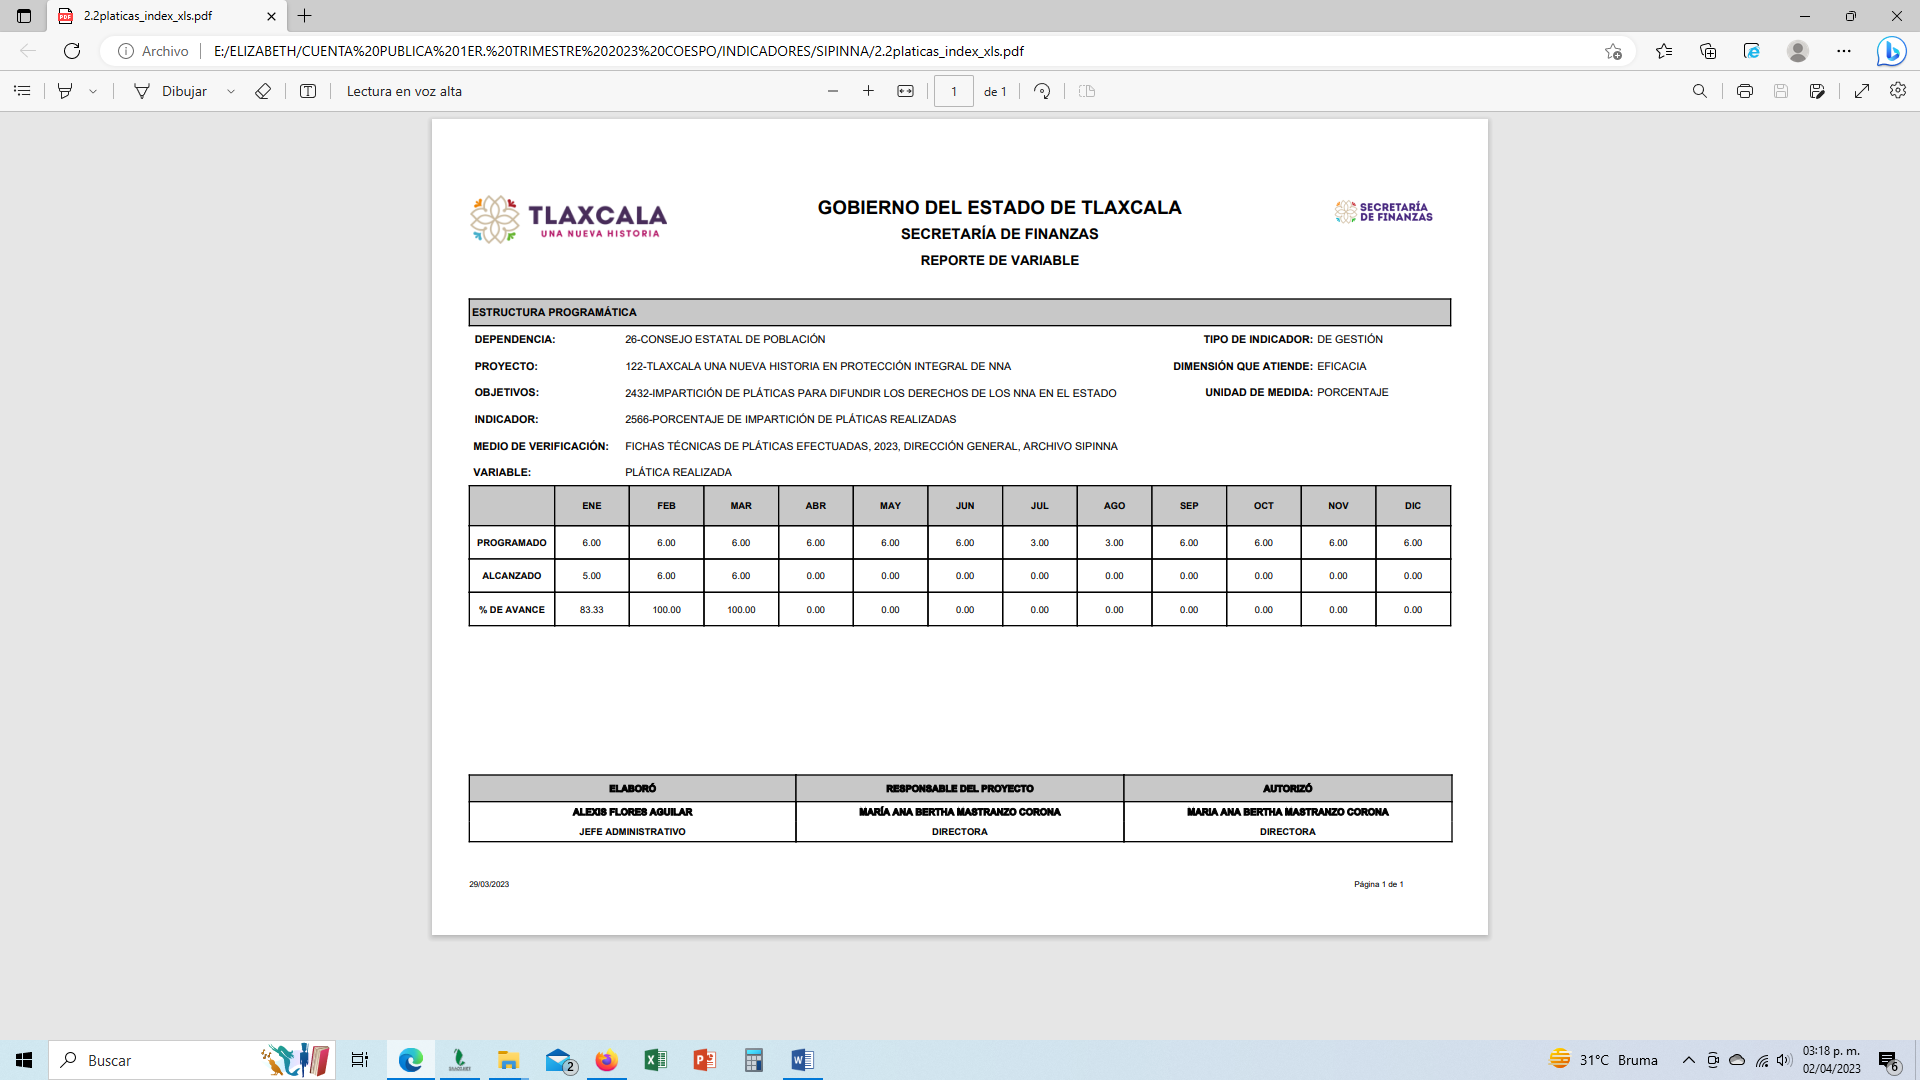 2.2platicas_index_xls.pdf
Archivo E:/ELIZABETH/CUENTA%20PUBLICA%201ER.%20TRIMESTRE%202023%20COESPO/INDICADORES/SIPINNA/2.2platicas_index_xls.pdf
Dibujar Lectura en voz alta 1 de 1
TLAXCALA
UNA NUEVA HISTORIA
GOBIERNO DEL ESTADO DE TLAXCALA
SECRETARÍA DE FINANZAS
REPORTE DE VARIABLE
SECRETARÍA
DE FINANZAS
ESTRUCTURA PROGRAMÁTICA
DEPENDENCIA: 26-CONSEJO ESTATAL DE POBLACIÓN TIPO DE INDICADOR: DE GESTIÓN
PROYECTO: 122-TLAXCALA UNA NUEVA HISTORIA EN PROTECCIÓN INTEGRAL DE NNA DIMENSIÓN QUE ATIENDE: EFICACIA
OBJETIVOS: 2432-IMPARTICIÓN DE PLÁTICAS PARA DIFUNDIR LOS DERECHOS DE LOS NNA EN EL ESTADO UNIDAD DE MEDIDA: PORCENTAJE
INDICADOR: 2566-PORCENTAJE DE IMPARTICIÓN DE PLÁTICAS REALIZADAS
MEDIO DE VERIFICACIÓN: FICHAS TÉCNICAS DE PLÁTICAS EFECTUADAS, 2023, DIRECCIÓN GENERAL, ARCHIVO SIPINNA
VARIABLE: PLÁTICA REALIZADA
ENE FEB MAR ABR MAY JUN JUL AGO SEP OCT NOV DIC
PROGRAMADO 6.00 6.00 6.00 6.00 6.00 6.00 3.00 3.00 6.00 6.00 6.00 6.00
ALCANZADO 5.00 6.00 6.00 0.00 0.00 0.00 0.00 0.00 0.00 0.00 0.00 0.00
% DE AVANCE 83.33 100.00 100.00 0.00 0.00 0.00 0.00 0.00 0.00 0.00 0.00 0.00
ELABORÓ RESPONSABLE DEL PROYECTO AUTORIZÓ
ALEXIS FLORES AGUILAR MARÍA ANA BERTHA MASTRANZO CORONA MARIA ANA BERTHA MASTRANZO CORONA
JEFE ADMINISTRATIVO DIRECTORA DIRECTORA
29/03/2023 Página 1 de 1
Buscar 2 31°C Bruma 03:18 p. m.
02/04/2023 6